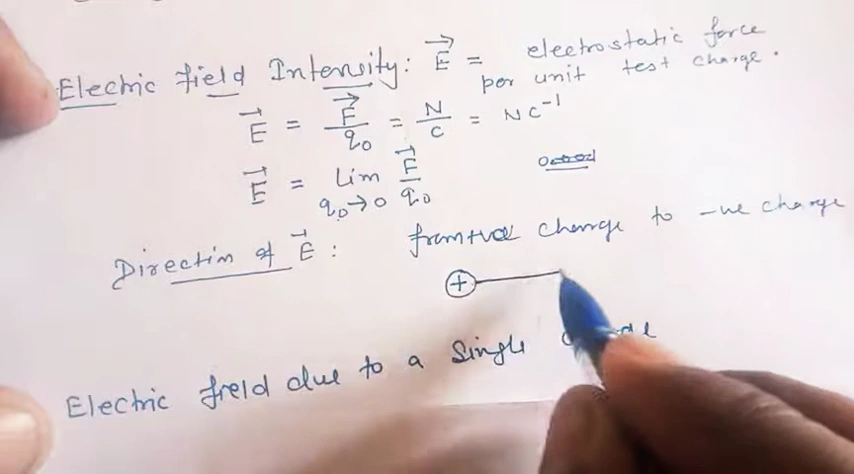 Electric field Intensity: E⃗ = electrostatic force
per unit test charge.
E⃗ = F⃗/q₀ = N/C = NC⁻¹
E⃗ = Lim q₀→0 F⃗/q₀
Direction of E⃗ : from +ve charge to -ve charge
+
Electric field due to a Single